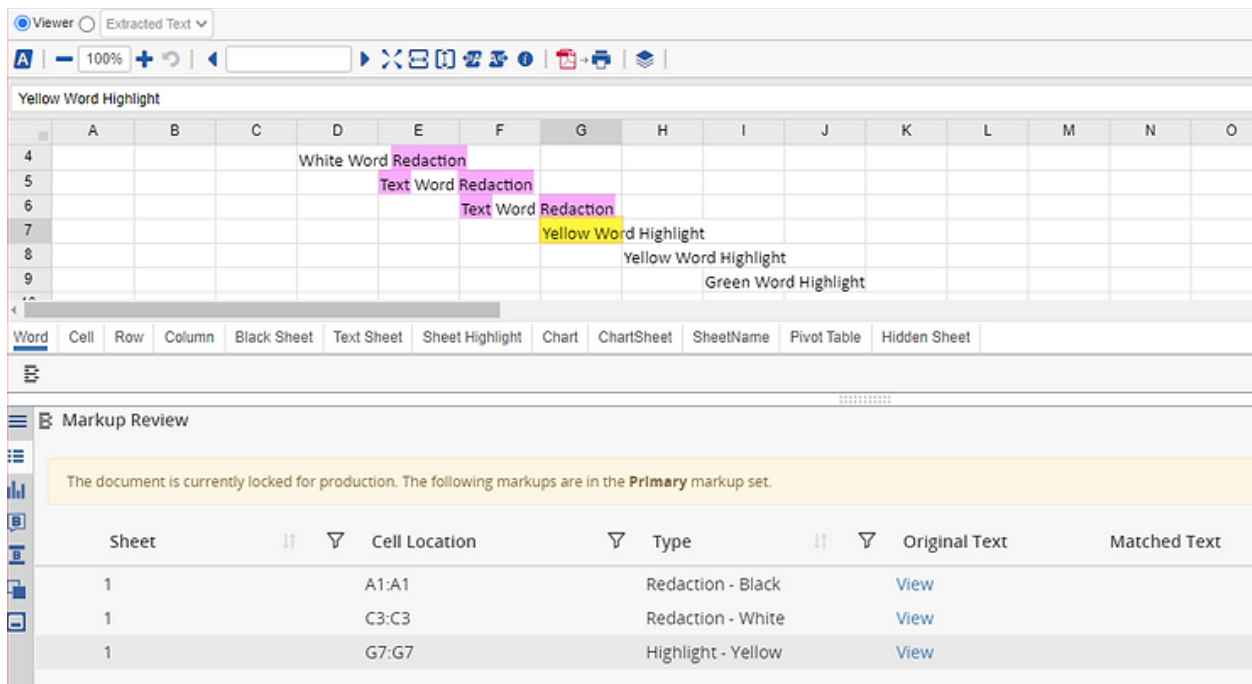 Viewer Extracted Text
100%
Yellow Word Highlight
A B C D E F G H I J K L M N O
4 White Word Redaction
5 Text Word Redaction
6 Text Word Redaction
7 Yellow Word Highlight
8 Yellow Word Highlight
9 Green Word Highlight
Word Cell Row Column Black Sheet Text Sheet Sheet Highlight Chart ChartSheet SheetName Pivot Table Hidden Sheet
Markup Review
The document is currently locked for production. The following markups are in the Primary markup set.
Sheet Cell Location Type Original Text Matched Text
1 A1:A1 Redaction - Black View
1 C3:C3 Redaction - White View
1 G7:G7 Highlight - Yellow View